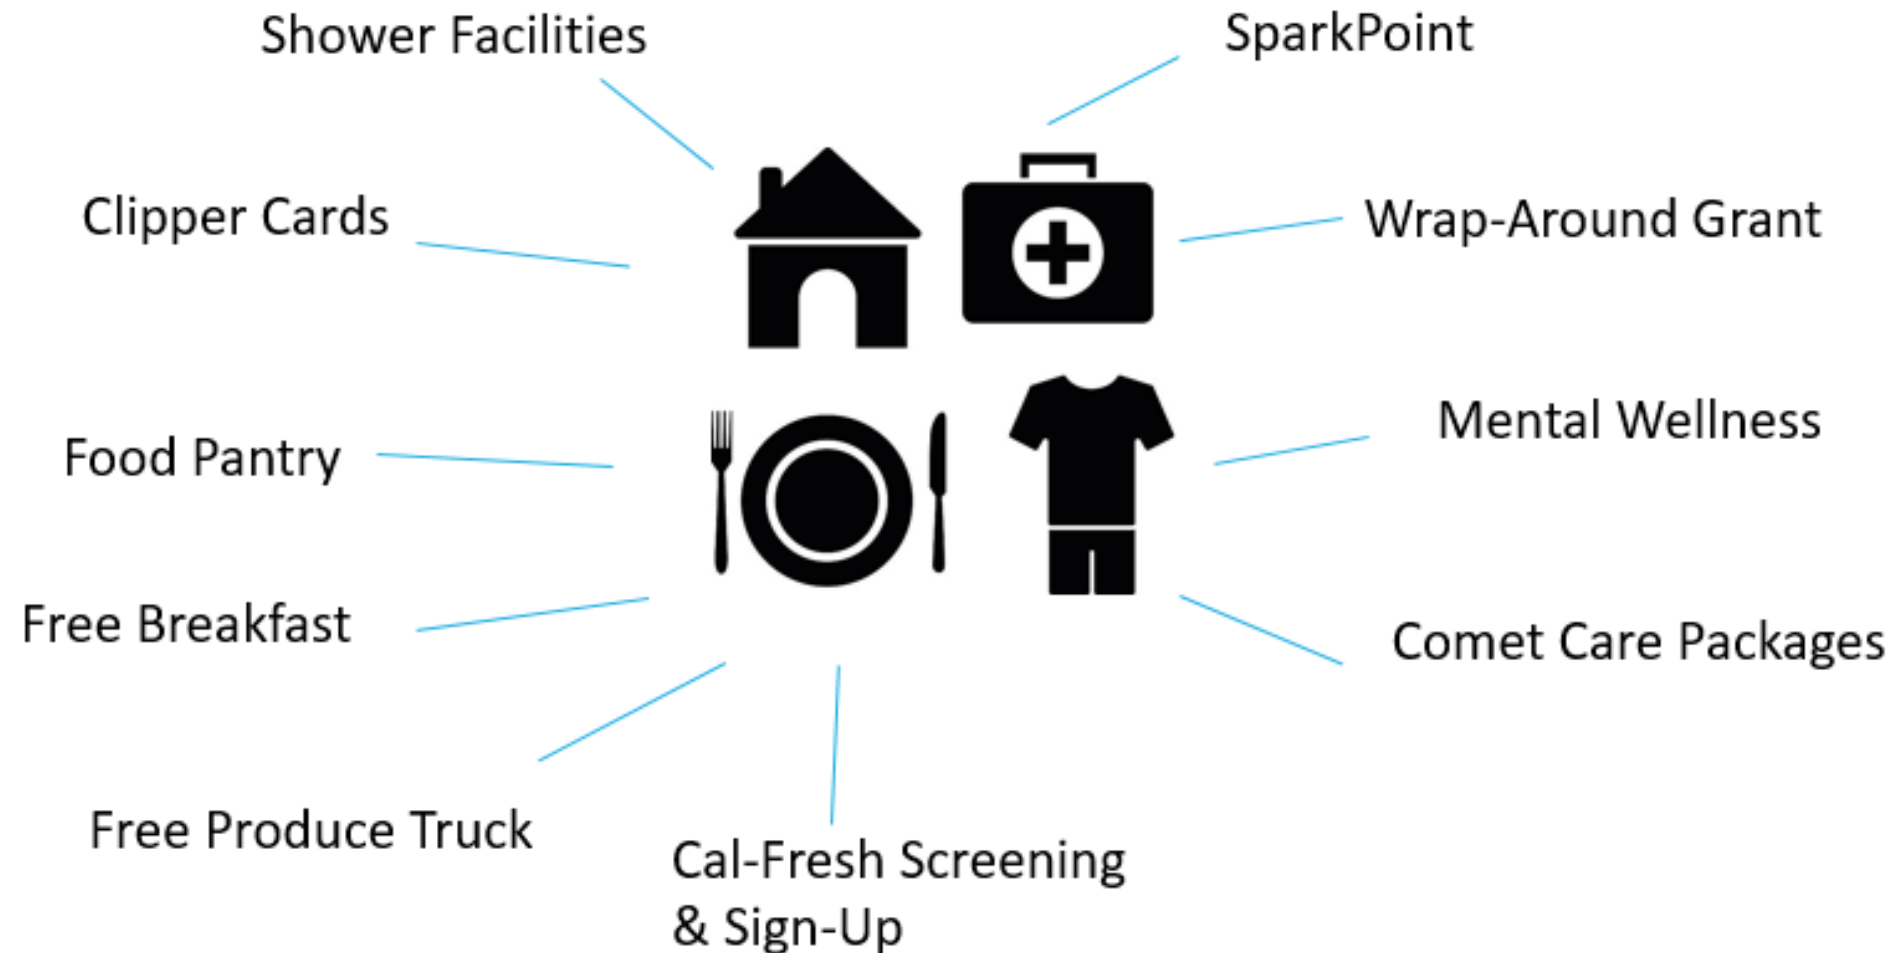 Shower Facilities
SparkPoint
Clipper Cards
Wrap-Around Grant
Food Pantry
Mental Wellness
Free Breakfast
Comet Care Packages
Free Produce Truck
Cal-Fresh Screening
& Sign-Up